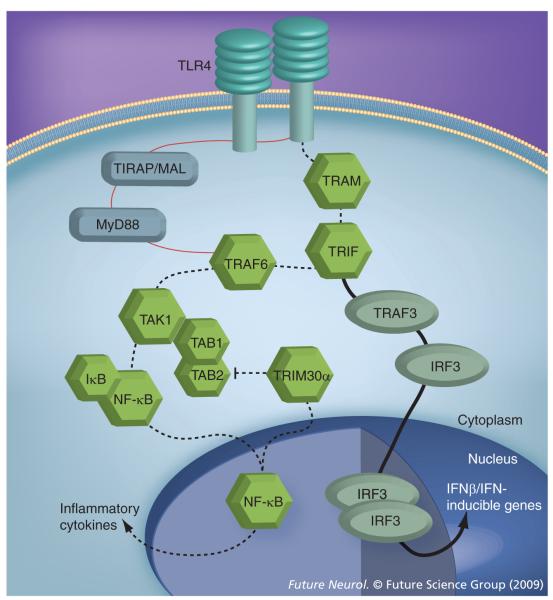 TLR4
TIRAP/MAL
TRAM
MyD88
TRIF
TRAF6
TRAF3
TAK1
TAB1
IRF3
TAB2
TRIM30α
IκB
NF-κB
Cytoplasm
Nucleus
NF-κB
IRF3
IRF3
IFNβ/IFN-
inducible genes
Inflammatory
cytokines
Future Neurol. © Future Science Group (2009)